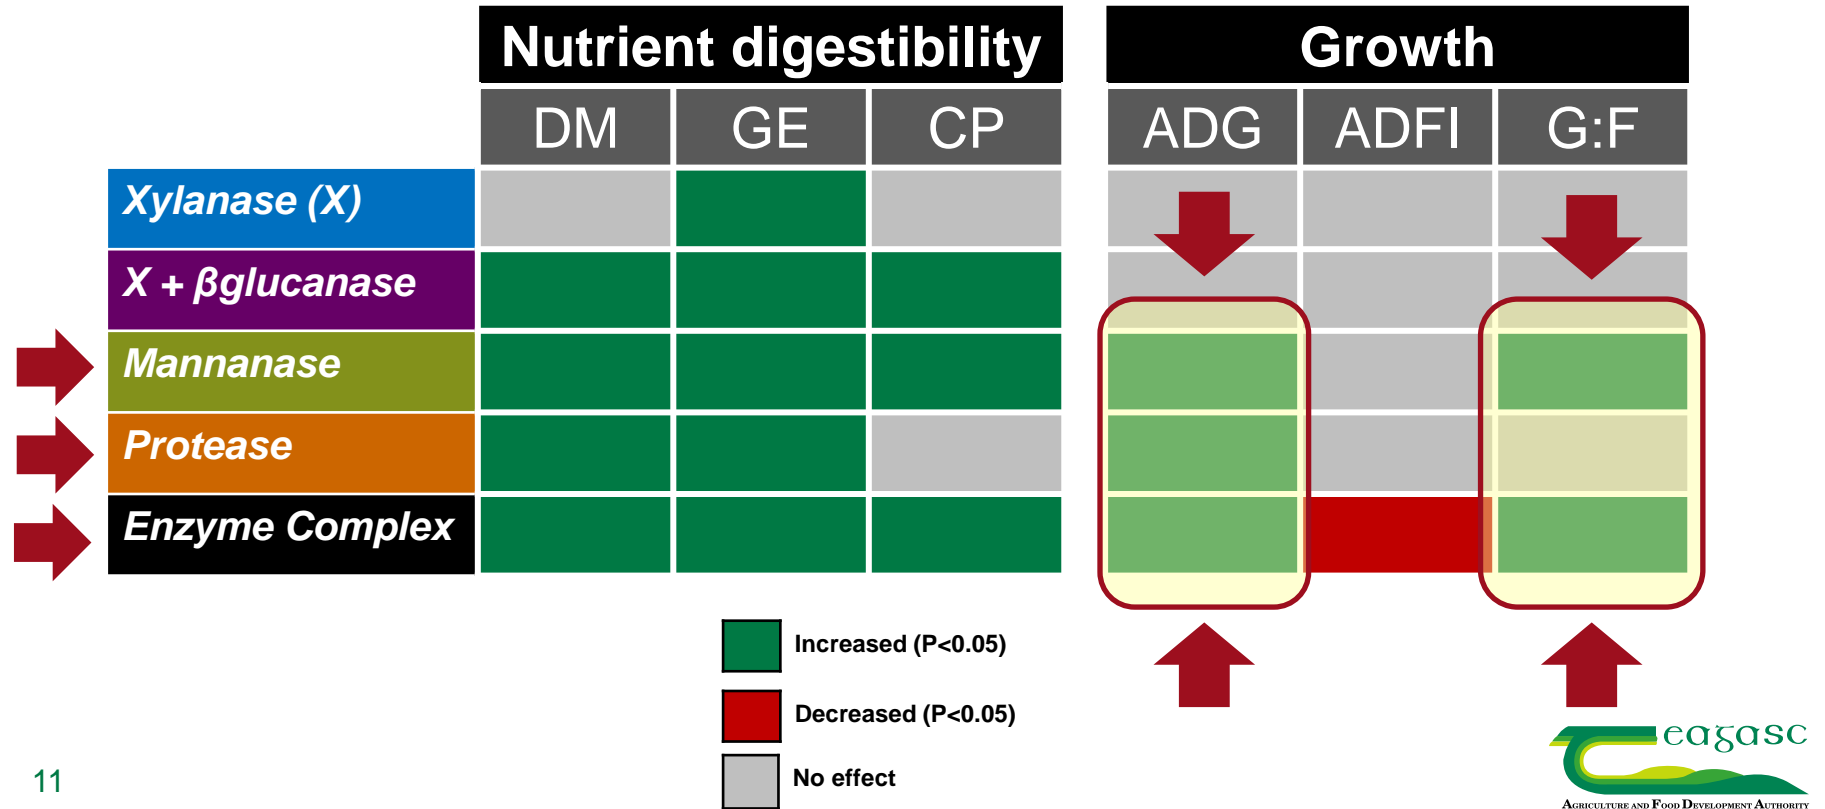 Nutrient digestibility Growth
DM GE CP ADG ADFI G:F
Xylanase (X)
X + βglucanase
Mannanase
Protease
Enzyme Complex
Increased (P<0.05)
Decreased (P<0.05)
No effect
11
eagasc
AGRICULTURE AND FOOD DEVELOPMENT AUTHORITY